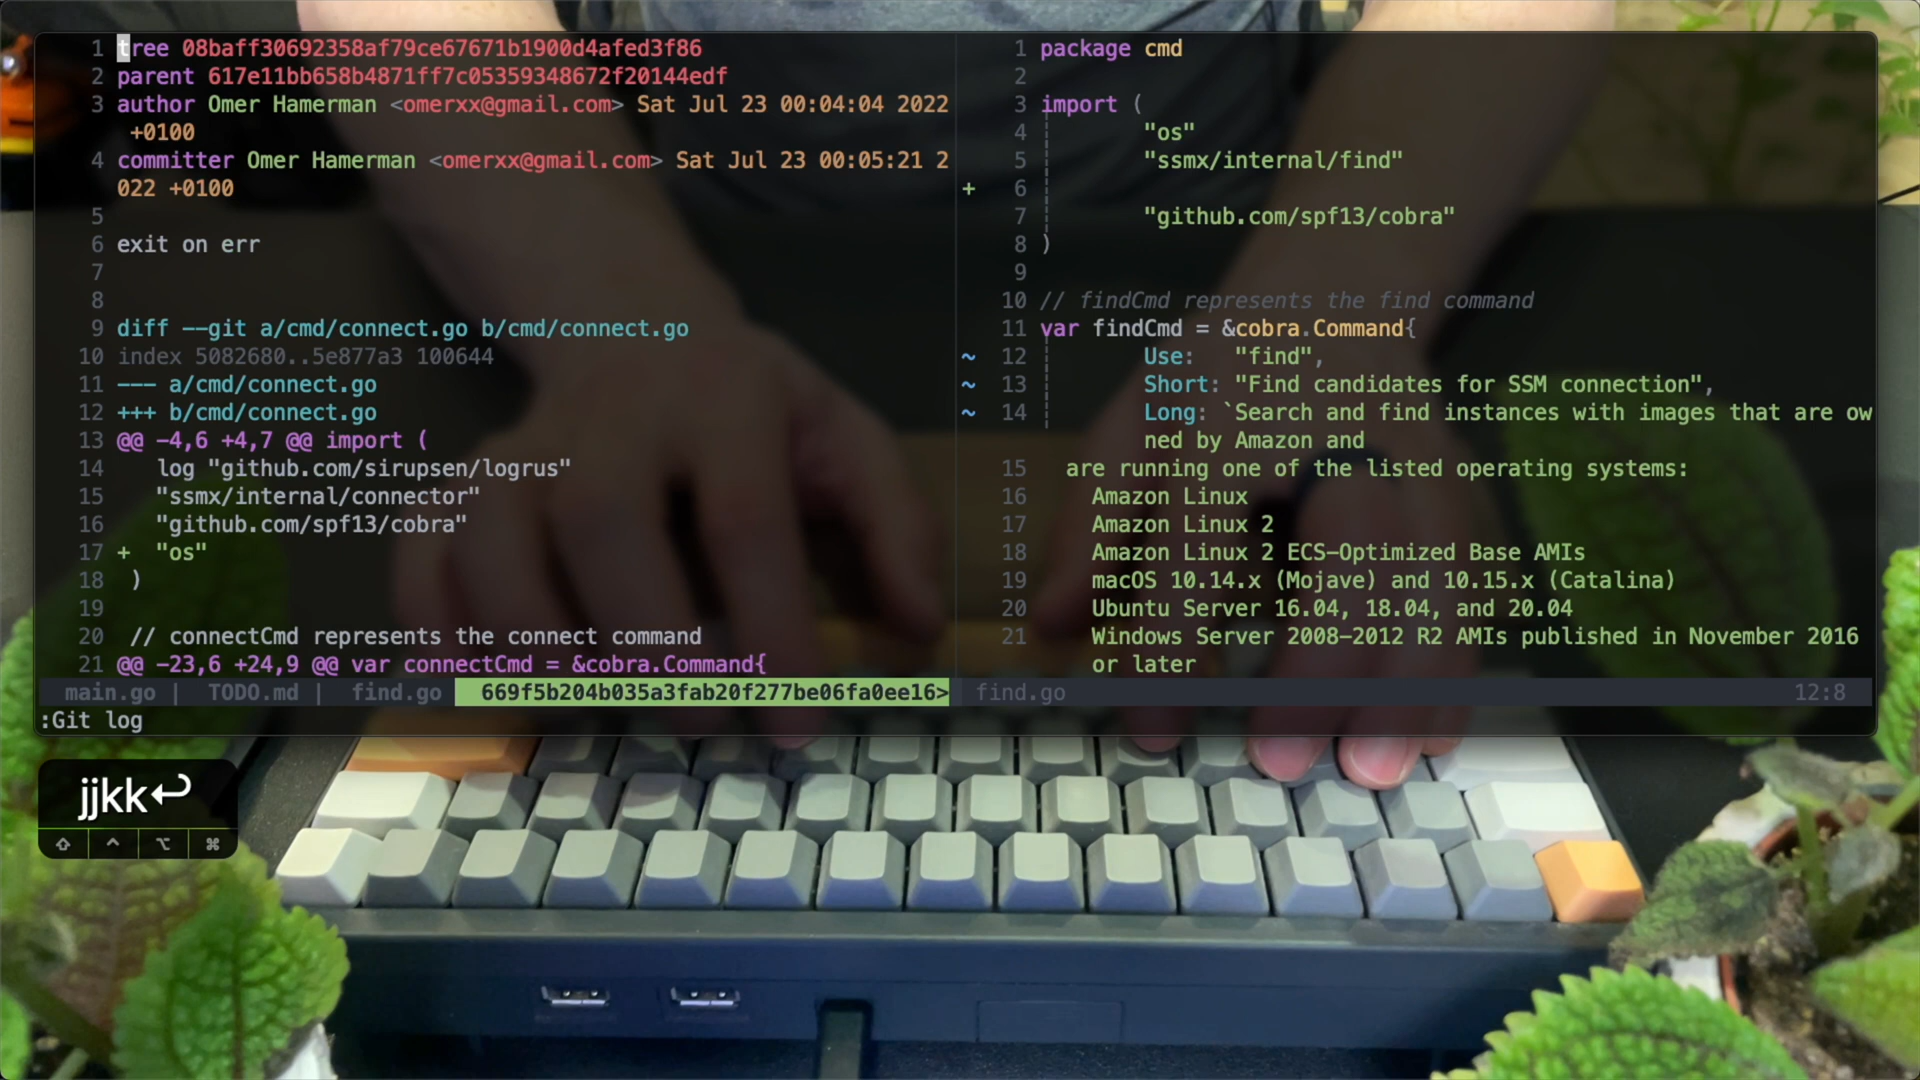 1 tree 08baff30692358af79ce67671b1900d4afed3f86
2 parent 617e11bb658b4871ff7c05359348672f20144edf
3 author Omer Hamerman <omerxx@gmail.com> Sat Jul 23 00:04:04 2022
+0100
4 committer Omer Hamerman <omerxx@gmail.com> Sat Jul 23 00:05:21 2
022 +0100
5
6 exit on err
7
8
9 diff --git a/cmd/connect.go b/cmd/connect.go
10 index 5082680..5e877a3 100644
11 --- a/cmd/connect.go
12 +++ b/cmd/connect.go
13 @@ -4,6 +4,7 @@ import (
14 log "github.com/sirupsen/logrus"
15 "ssmx/internal/connector"
16 "github.com/spf13/cobra"
17 + "os"
18 )
19
20 // connectCmd represents the connect command
21 @@ -23,6 +24,9 @@ var connectCmd = &cobra.Command{
main.go | TODO.md | find.go 669f5b204b035a3fab20f277be06fa0ee16>
:Git log
1 package cmd
2
3 import (
4 "os"
5 "ssmx/internal/find"
+ 6
7 "github.com/spf13/cobra"
8 )
9
10 // findCmd represents the find command
11 var findCmd = &cobra.Command{
~ 12 Use: "find",
~ 13 Short: "Find candidates for SSM connection",
~ 14 Long: `Search and find instances with images that are ow
ned by Amazon and
15 are running one of the listed operating systems:
16 Amazon Linux
17 Amazon Linux 2
18 Amazon Linux 2 ECS-Optimized Base AMIs
19 macOS 10.14.x (Mojave) and 10.15.x (Catalina)
20 Ubuntu Server 16.04, 18.04, and 20.04
21 Windows Server 2008-2012 R2 AMIs published in November 2016
or later
find.go 12:8
jjkk↩
⇧ ^ ⌥ ⌘